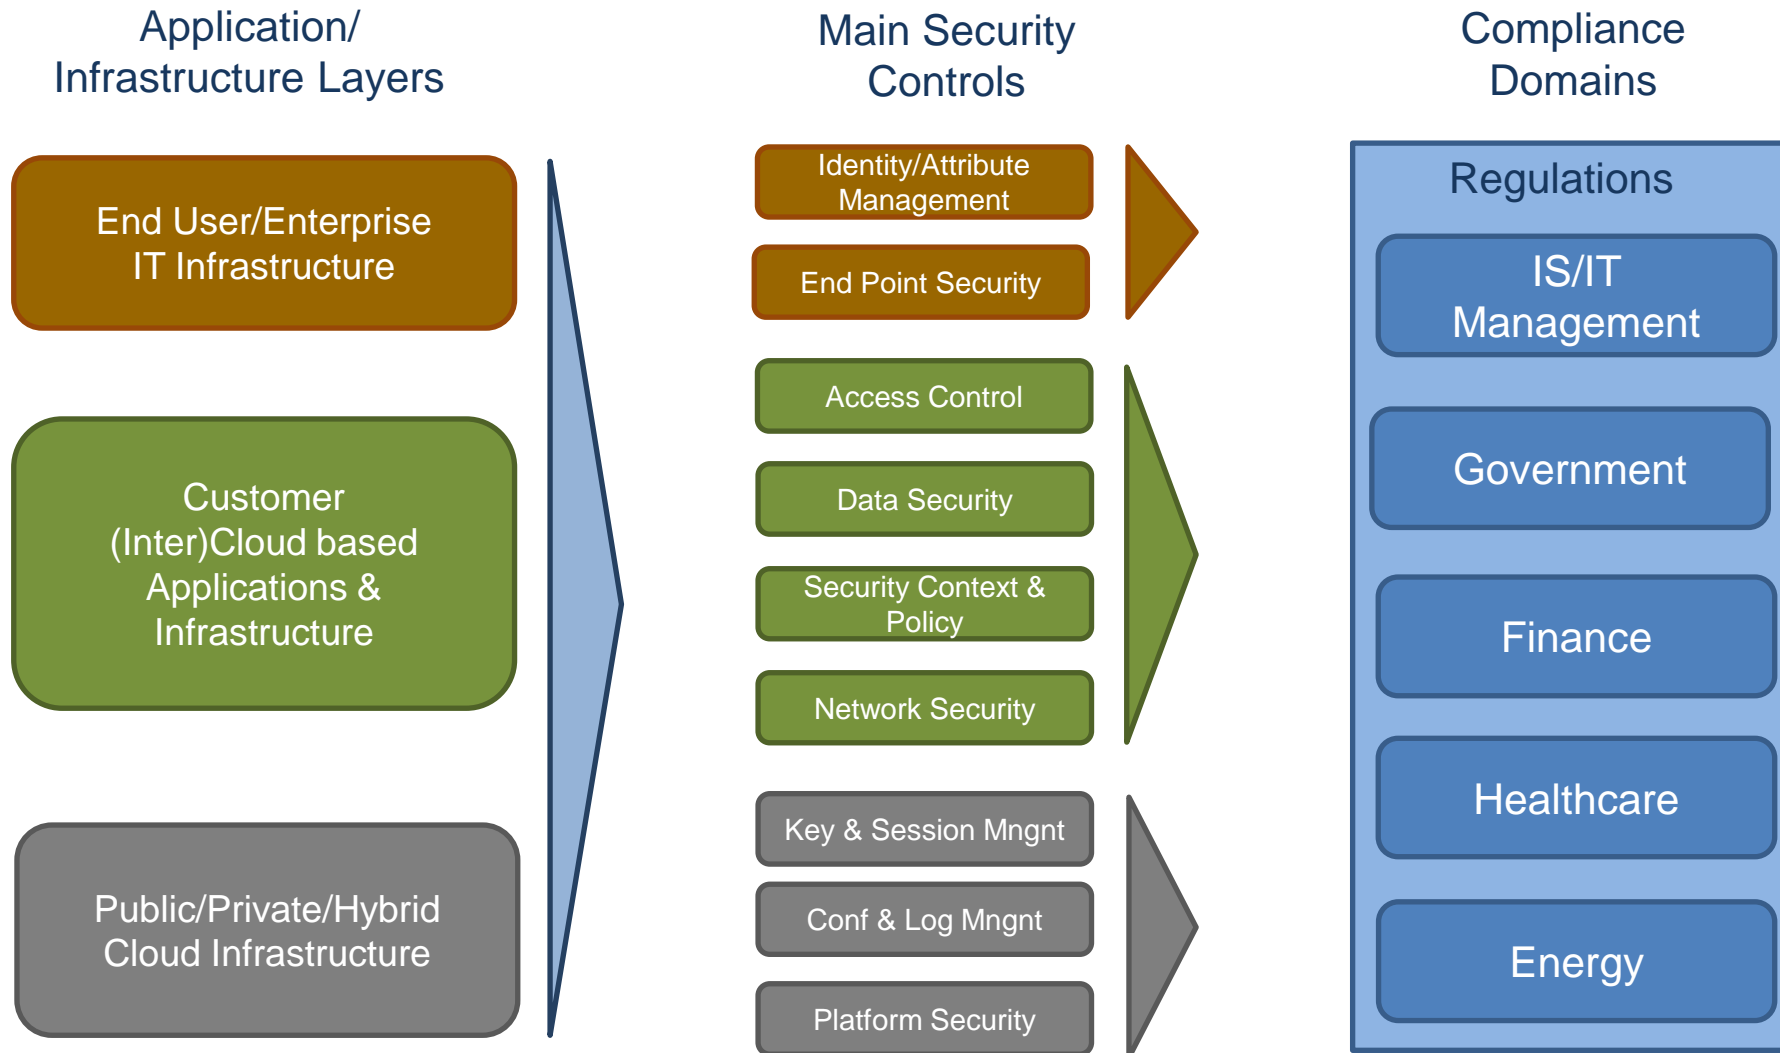 Application/
Infrastructure Layers
End User/Enterprise
IT Infrastructure
Customer
(Inter)Cloud based
Applications &
Infrastructure
Public/Private/Hybrid
Cloud Infrastructure
Main Security
Controls
Identity/Attribute
Management
End Point Security
Access Control
Data Security
Security Context &
Policy
Network Security
Key & Session Mngnt
Conf & Log Mngnt
Platform Security
Compliance
Domains
Regulations
IS/IT
Management
Government
Finance
Healthcare
Energy